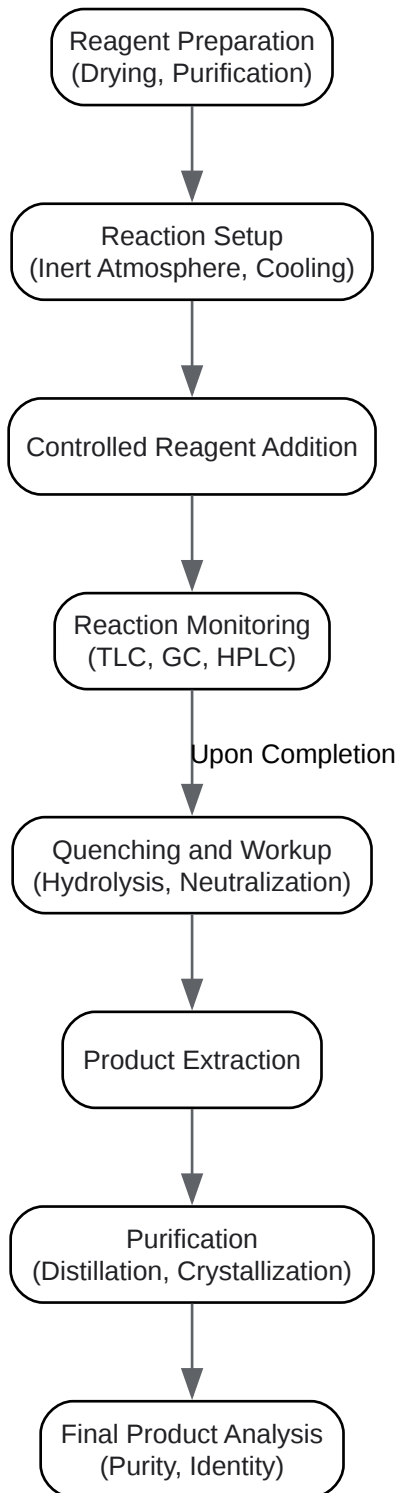 Reagent Preparation
(Drying, Purification)
Reaction Setup
(Inert Atmosphere, Cooling)
Controlled Reagent Addition
Reaction Monitoring
(TLC, GC, HPLC)
Upon Completion
Quenching and Workup
(Hydrolysis, Neutralization)
Product Extraction
Purification
(Distillation, Crystallization)
Final Product Analysis
(Purity, Identity)